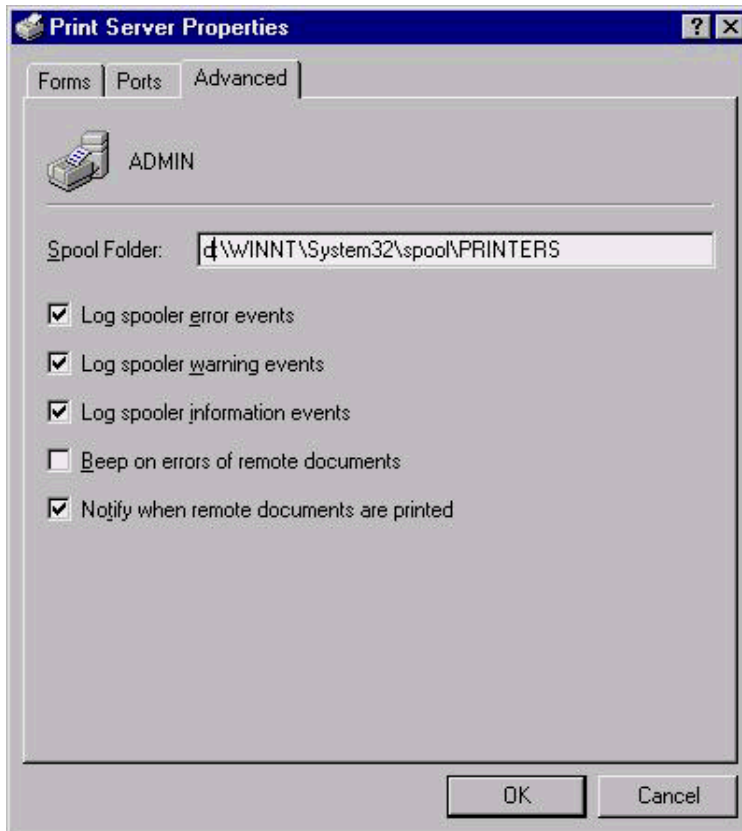 Print Server Properties
Forms Ports Advanced
ADMIN
Spool Folder: d:\WINNT\System32\spool\PRINTERS
Log spooler error events
Log spooler warning events
Log spooler information events
Beep on errors of remote documents
Notify when remote documents are printed
OK Cancel